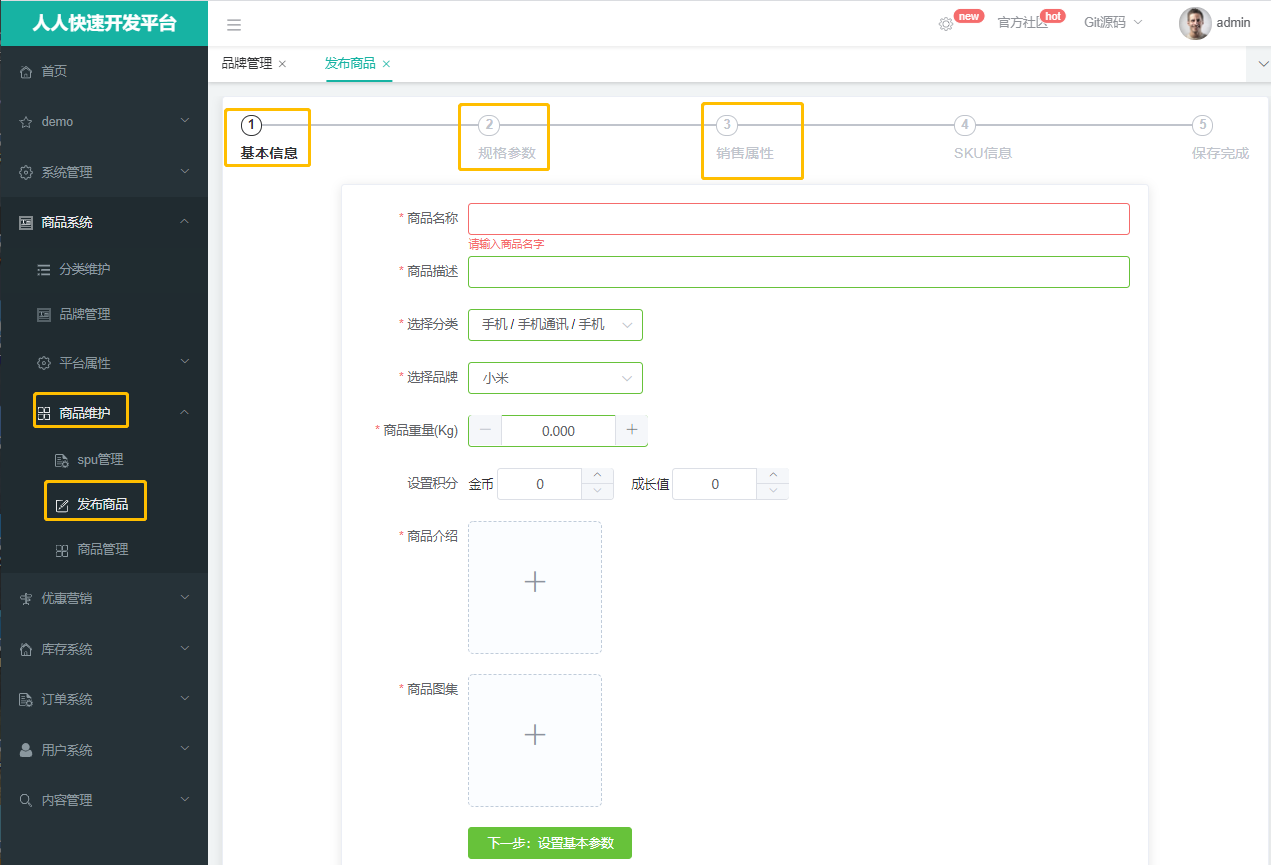 人人快速开发平台
new
官方社区
hot
Git源码
admin
首页
demo
系统管理
商品系统
分类维护
品牌管理
平台属性
商品维护
spu管理
发布商品
商品管理
优惠营销
库存系统
订单系统
用户系统
内容管理
品牌管理 ×
发布商品 ×
1
基本信息
2
规格参数
3
销售属性
4
SKU信息
5
保存完成
* 商品名称
请输入商品名字
* 商品描述
* 选择分类 手机 / 手机通讯 / 手机
* 选择品牌 小米
* 商品重量(Kg) − 0.000 +
设置积分 金币 0 成长值 0
* 商品介绍
+
* 商品图集
+
下一步：设置基本参数